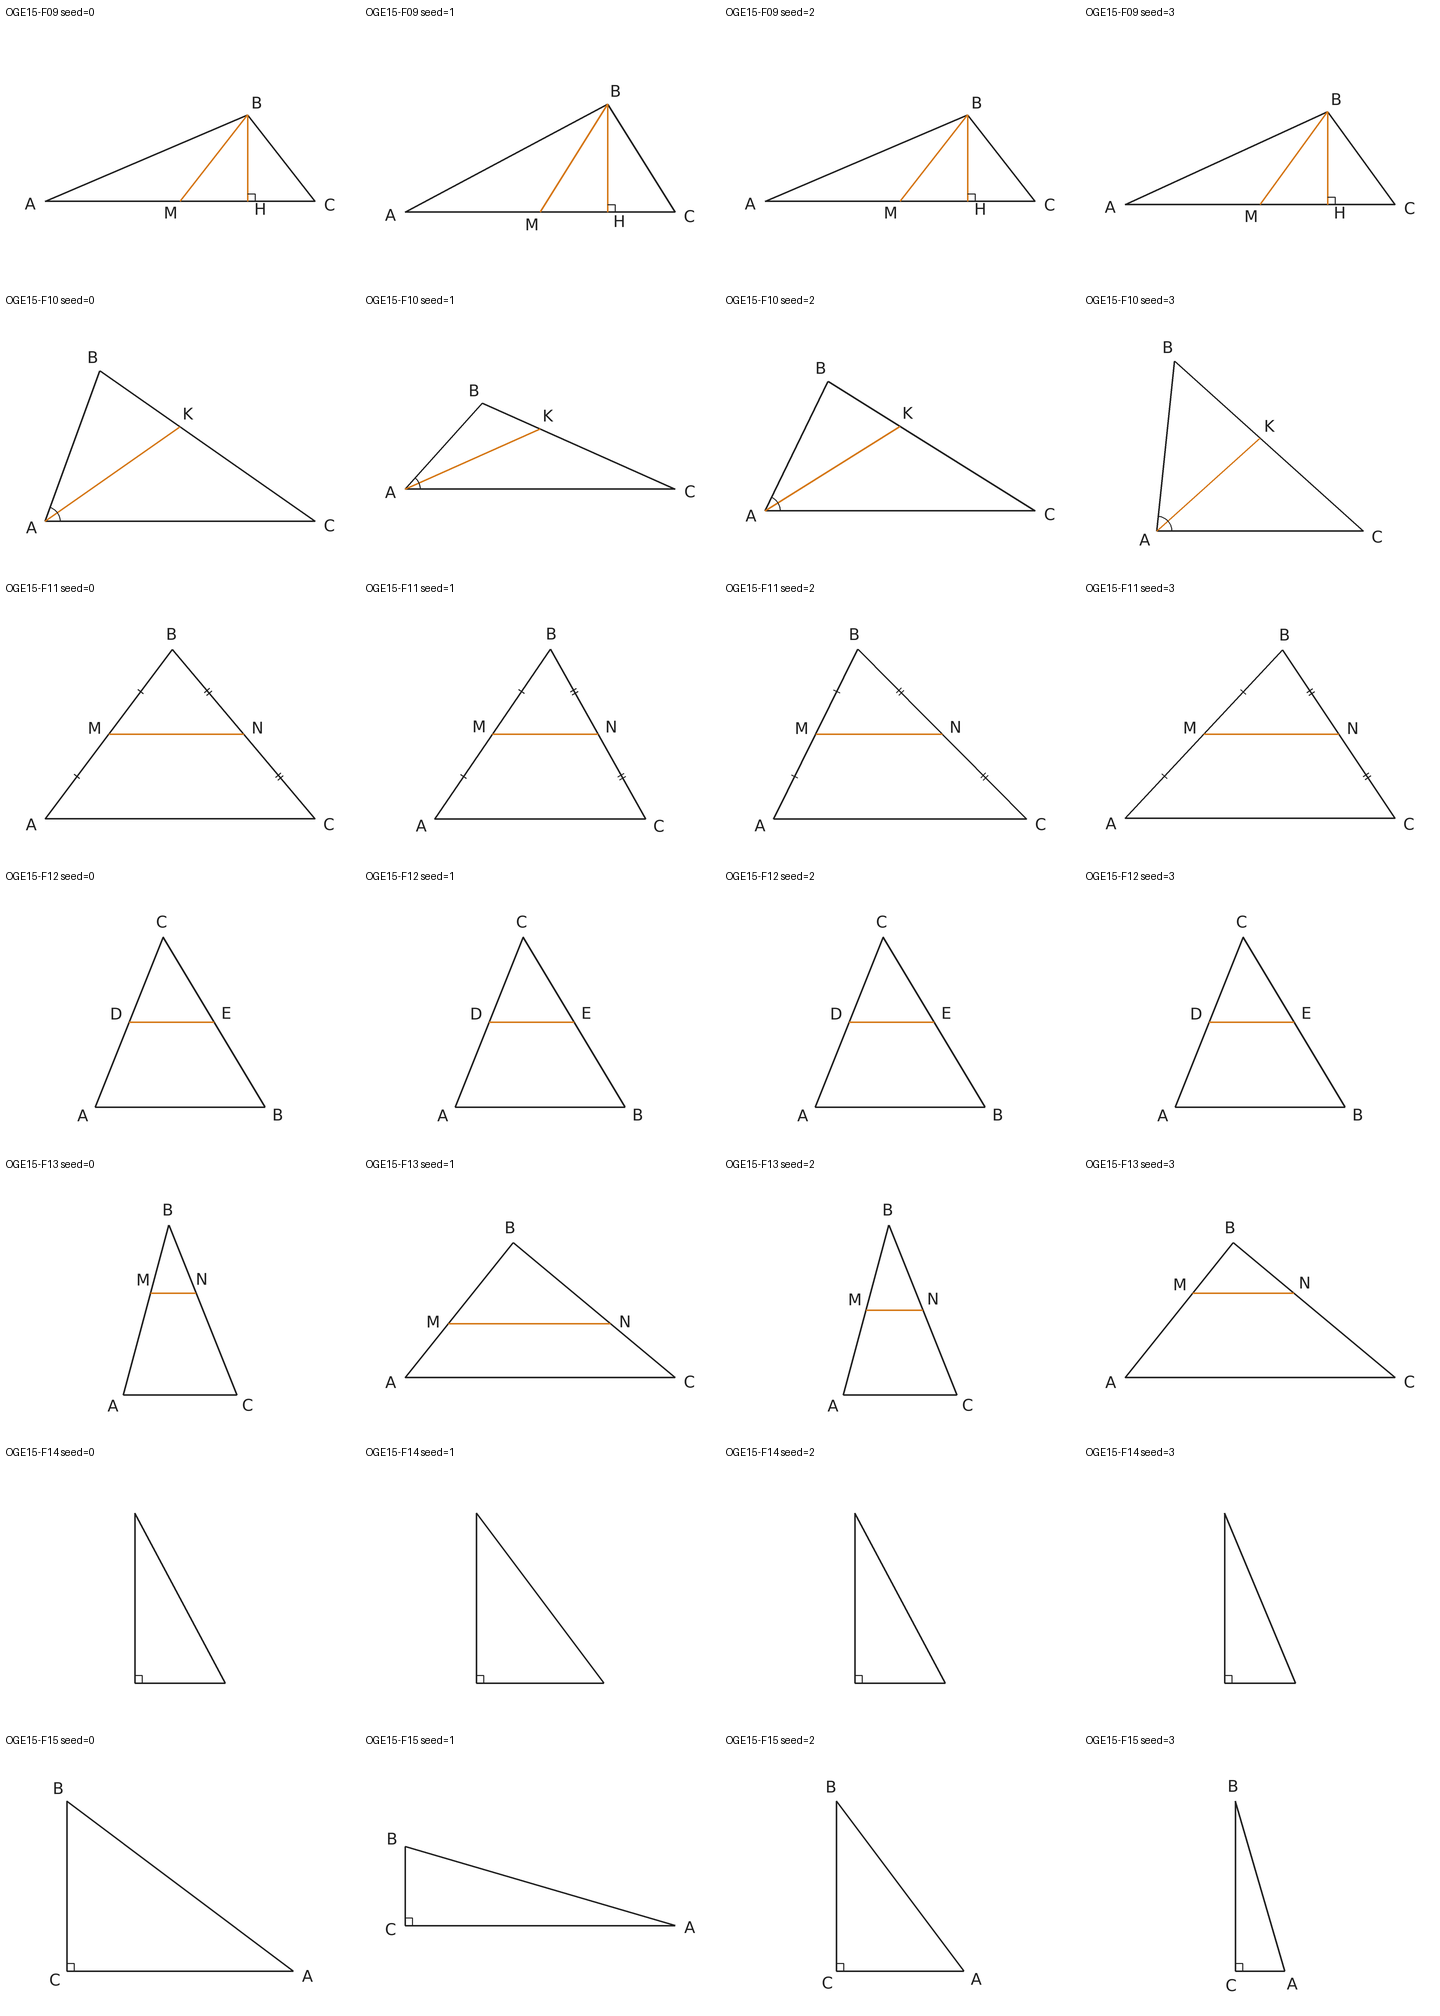 OGE15-F09 seed=0 OGE15-F09 seed=1 OGE15-F09 seed=2 OGE15-F09 seed=3
B B B B
A M H C A M H C A M H C A M H C
OGE15-F10 seed=0 OGE15-F10 seed=1 OGE15-F10 seed=2 OGE15-F10 seed=3
B B B B
K K K K
A C A C A C A C
OGE15-F11 seed=0 OGE15-F11 seed=1 OGE15-F11 seed=2 OGE15-F11 seed=3
B B B B
M N M N M N M N
A C A C A C A C
OGE15-F12 seed=0 OGE15-F12 seed=1 OGE15-F12 seed=2 OGE15-F12 seed=3
C C C C
D E D E D E D E
A B A B A B A B
OGE15-F13 seed=0 OGE15-F13 seed=1 OGE15-F13 seed=2 OGE15-F13 seed=3
B B B B
M N M N M N M N
A C A C A C A C
OGE15-F14 seed=0 OGE15-F14 seed=1 OGE15-F14 seed=2 OGE15-F14 seed=3
OGE15-F15 seed=0 OGE15-F15 seed=1 OGE15-F15 seed=2 OGE15-F15 seed=3
B B B B
C A C A C A C A